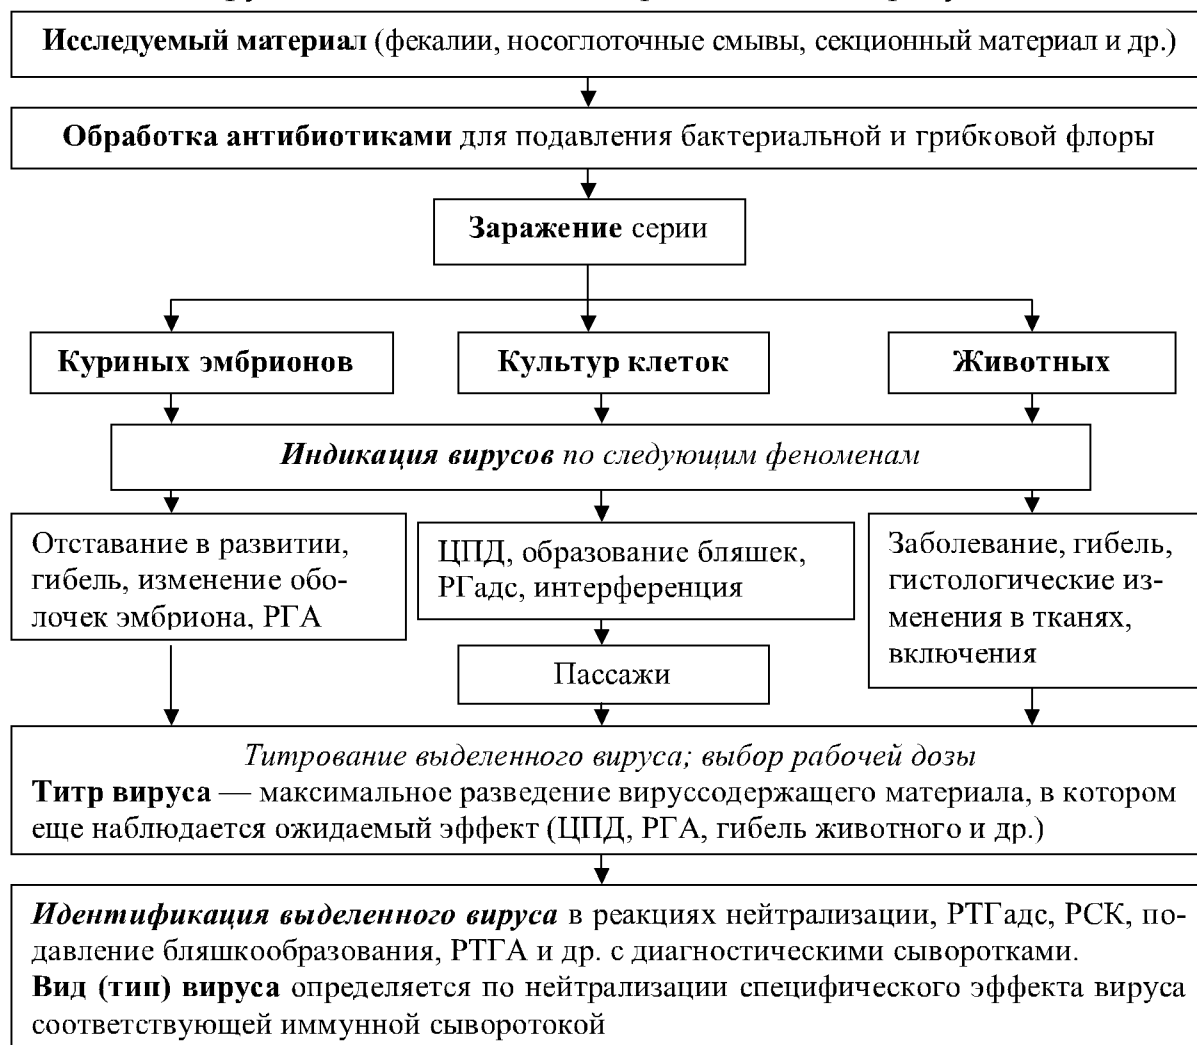 Исследуемый материал (фекалии, носоглоточные смывы, секционный материал и др.)
Обработка антибиотиками для подавления бактериальной и грибковой флоры
Заражение серии
Куриных эмбрионов
Культур клеток
Животных
Индикация вирусов по следующим феноменам
Отставание в развитии,
гибель, изменение обо-
лочек эмбриона, РГА
ЦПД, образование бляшек,
РГадс, интерференция
Заболевание, гибель,
гистологические из-
менения в тканях,
включения
Пассажи
Титрование выделенного вируса; выбор рабочей дозы
Титр вируса — максимальное разведение вируссодержащего материала, в котором
еще наблюдается ожидаемый эффект (ЦПД, РГА, гибель животного и др.)
Идентификация выделенного вируса в реакциях нейтрализации, РТГадс, РСК, по-
давление бляшкообразования, РТГА и др. с диагностическими сыворотками.
Вид (тип) вируса определяется по нейтрализации специфического эффекта вируса
соответствующей иммунной сыворотокой